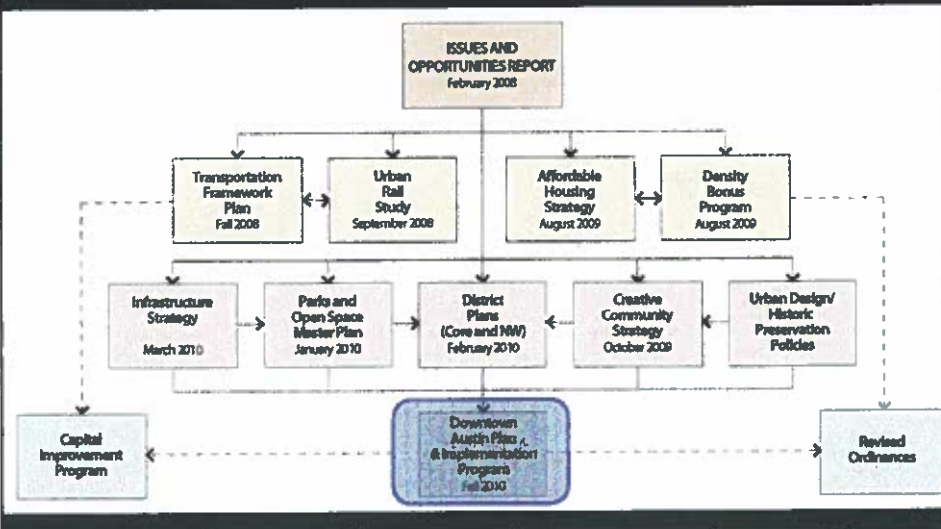 ISSUES AND
OPPORTUNITIES REPORT
February 2008
Transportation
Framework
Plan
Fall 2008
Urban
Rail
Study
September 2008
Affordable
Housing
Strategy
August 2009
Density
Bonus
Program
August 2009
Infrastructure
Strategy
March 2010
Parks and
Open Space
Master Plan
January 2010
District
Plans
(Core and NW)
February 2010
Creative
Community
Strategy
October 2009
Urban Design/
Historic
Preservation
Policies
Capital
Improvement
Program
Downtown
Austin Plan
& Implementation
Program
Fall 2010
Revised
Ordinances